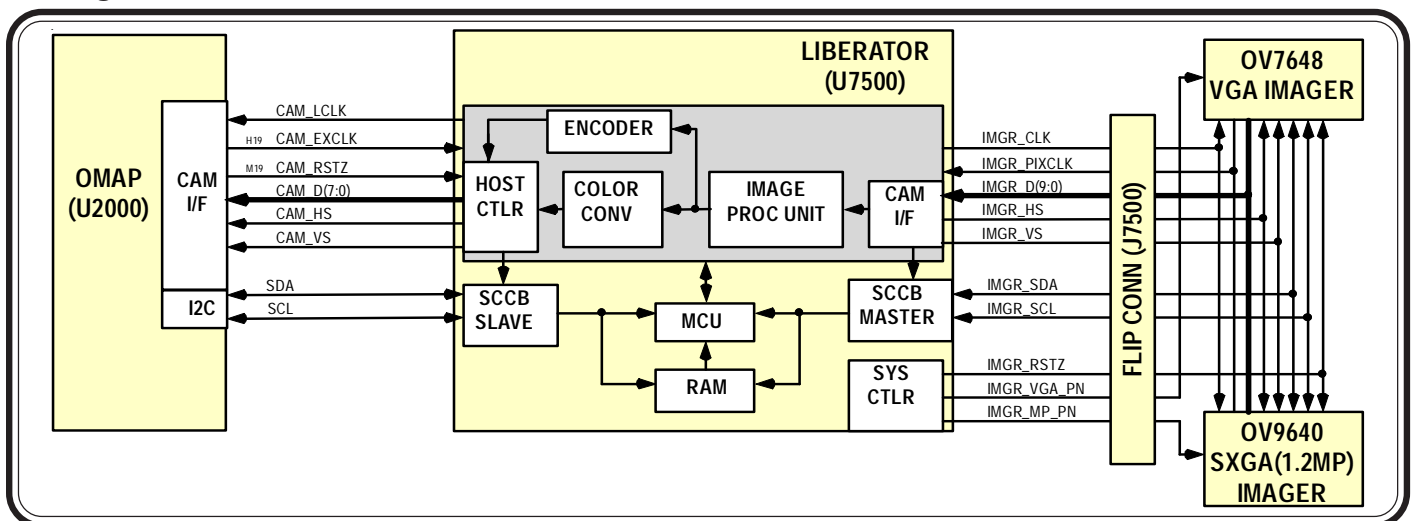 OMAP
(U2000)
CAM
I/F
I2C
CAM_LCLK
H19 CAM_EXCLK
M19 CAM_RSTZ
CAM_D(7:0)
CAM_HS
CAM_VS
SDA
SCL
LIBERATOR
(U7500)
ENCODER
HOST
CTLR
COLOR
CONV
IMAGE
PROC UNIT
CAM
I/F
SCCB
SLAVE
MCU
RAM
SCCB
MASTER
SYS
CTLR
IMGR_CLK
IMGR_PIXCLK
IMGR_D(9:0)
IMGR_HS
IMGR_VS
IMGR_SDA
IMGR_SCL
IMGR_RSTZ
IMGR_VGA_PN
IMGR_MP_PN
FLIP CONN (J7500)
OV7648
VGA IMAGER
OV9640
SXGA(1.2MP)
IMAGER